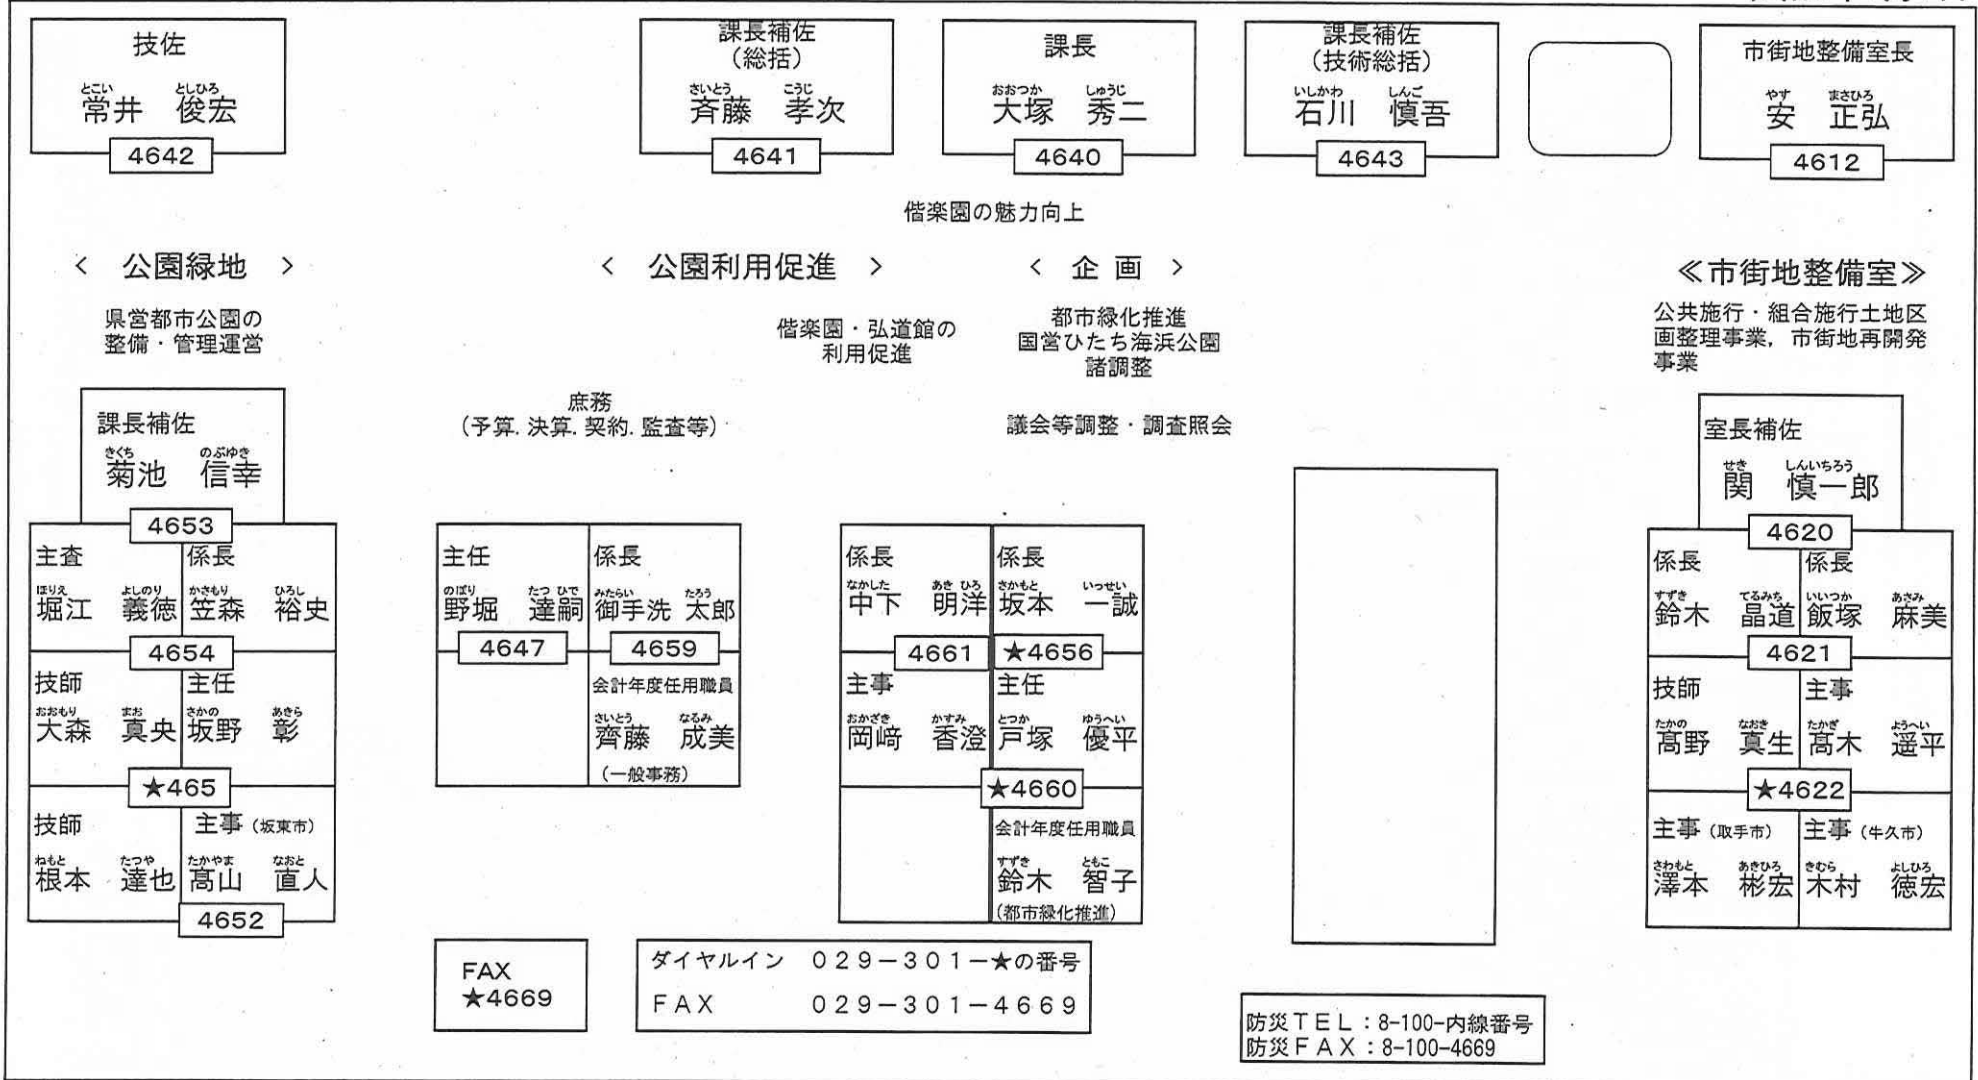 技佐
とこい としひろ
常井 俊宏
4642
課長補佐
(総括)
さいとう こうじ
斉藤 孝次
4641
課長
おおつか しゅうじ
大塚 秀二
4640
課長補佐
(技術総括)
いしかわ しんご
石川 慎吾
4643
市街地整備室長
やす まさひろ
安 正弘
4612
偕楽園の魅力向上
< 公園緑地 >
県営都市公園の
整備・管理運営
< 公園利用促進 >
偕楽園・弘道館の
利用促進
庶務
(予算.決算.契約.監査等)
< 企画 >
都市緑化推進
国営ひたち海浜公園
諸調整
議会等調整・調査照会
≪市街地整備室≫
公共施行・組合施行土地区
画整理事業,市街地再開発
事業
課長補佐
きくち のぶゆき
菊池 信幸
4653
主査 係長
ほりえ よしのり かさもり ひろし
堀江 義徳 笠森 裕史
4654
技師 主任
おおもり まお さかの あきら
大森 真央 坂野 彰
★465
技師 主事(坂東市)
ねもと たつや たかやま なおと
根本 達也 髙山 直人
4652
主任 係長
のぼり たつ ひで みたらい たろう
野堀 達嗣 御手洗 太郎
4647 4659
会計年度任用職員
さいとう なるみ
齊藤 成美
(一般事務)
係長 係長
なかした あき ひろ さかもと いっせい
中下 明洋 坂本 一誠
4661 ★4656
主事 主任
おかざき かすみ とつか ゆうへい
岡﨑 香澄 戸塚 優平
★4660
会計年度任用職員
すずき ともこ
鈴木 智子
(都市緑化推進)
室長補佐
せき しんいちろう
関 慎一郎
4620
係長 係長
すずき てるみち いいつか あさみ
鈴木 晶道 飯塚 麻美
4621
技師 主事
たかの なおき たかぎ ようへい
髙野 真生 髙木 遥平
★4622
主事(取手市) 主事(牛久市)
さわもと あきひろ きむら よしひろ
澤本 彬宏 木村 徳宏
FAX
★4669
ダイヤルイン 029-301-★の番号
FAX 029-301-4669
防災TEL:8-100-内線番号
防災FAX:8-100-4669